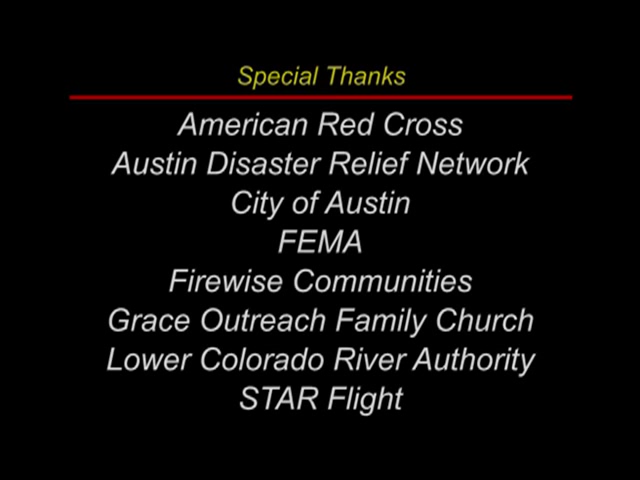 Special Thanks
American Red Cross
Austin Disaster Relief Network
City of Austin
FEMA
Firewise Communities
Grace Outreach Family Church
Lower Colorado River Authority
STAR Flight